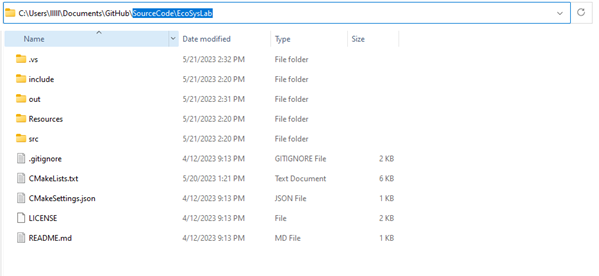 C:\Users\lllll\Documents\GitHub\SourceCode\EcoSysLab
Name Date modified Type Size
.vs 5/21/2023 2:32 PM File folder
include 5/21/2023 2:20 PM File folder
out 5/21/2023 2:31 PM File folder
Resources 5/21/2023 2:20 PM File folder
src 5/21/2023 2:20 PM File folder
.gitignore 4/12/2023 9:13 PM GITIGNORE File 2 KB
CMakeLists.txt 5/20/2023 1:21 PM Text Document 6 KB
CMakeSettings.json 4/12/2023 9:13 PM JSON File 1 KB
LICENSE 4/12/2023 9:13 PM File 2 KB
README.md 4/12/2023 9:13 PM MD File 1 KB